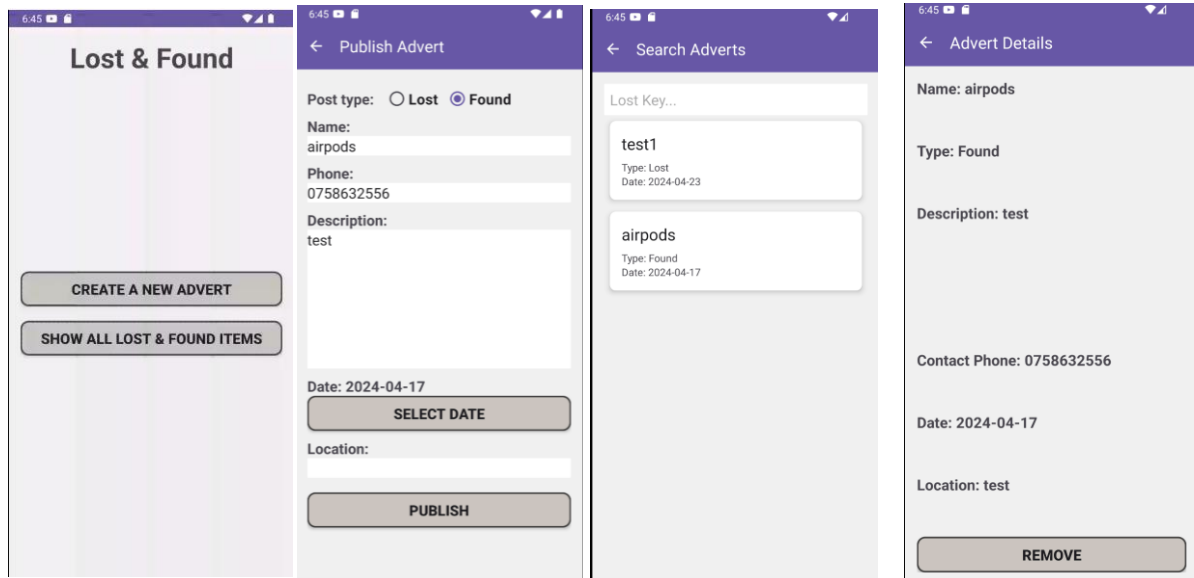 6:45
Lost & Found
CREATE A NEW ADVERT
SHOW ALL LOST & FOUND ITEMS
6:45
Publish Advert
Post type: Lost Found
Name:
airpods
Phone:
0758632556
Description:
test
Date: 2024-04-17
SELECT DATE
Location:
PUBLISH
6:45
Search Adverts
Lost Key...
test1
Type: Lost
Date: 2024-04-23
airpods
Type: Found
Date: 2024-04-17
6:45
Advert Details
Name: airpods
Type: Found
Description: test
Contact Phone: 0758632556
Date: 2024-04-17
Location: test
REMOVE